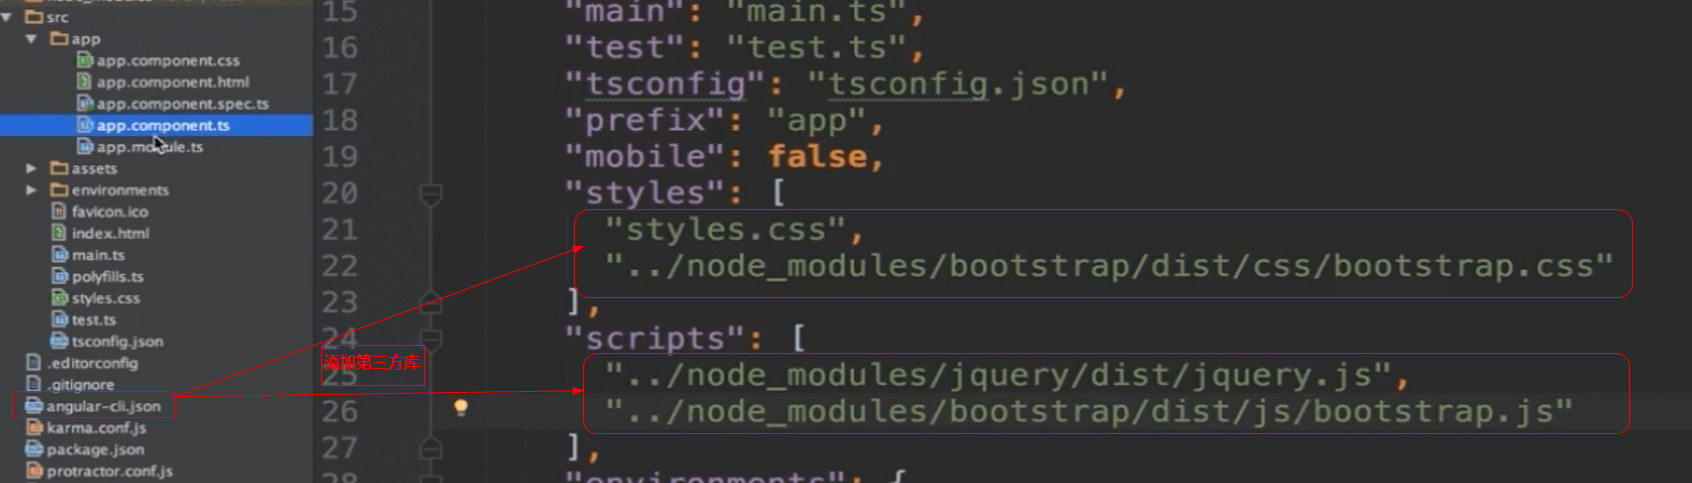 src
app
app.component.css
app.component.html
app.component.spec.ts
app.component.ts
assets
environments
favicon.ico
index.html
main.ts
polyfills.ts
styles.css
test.ts
tsconfig.json
.editorconfig
.gitignore
angular-cli.json
karma.conf.js
package.json
protractor.conf.js
添加第三方库
15 "main": "main.ts",
16 "test": "test.ts",
17 "tsconfig": "tsconfig.json",
18 "prefix": "app",
19 "mobile": false,
20 "styles": [
21 "styles.css",
22 "../node_modules/bootstrap/dist/css/bootstrap.css"
23 ],
24 "scripts": [
25 "../node_modules/jquery/dist/jquery.js",
26 "../node_modules/bootstrap/dist/js/bootstrap.js"
27 ],
28 "environments": {